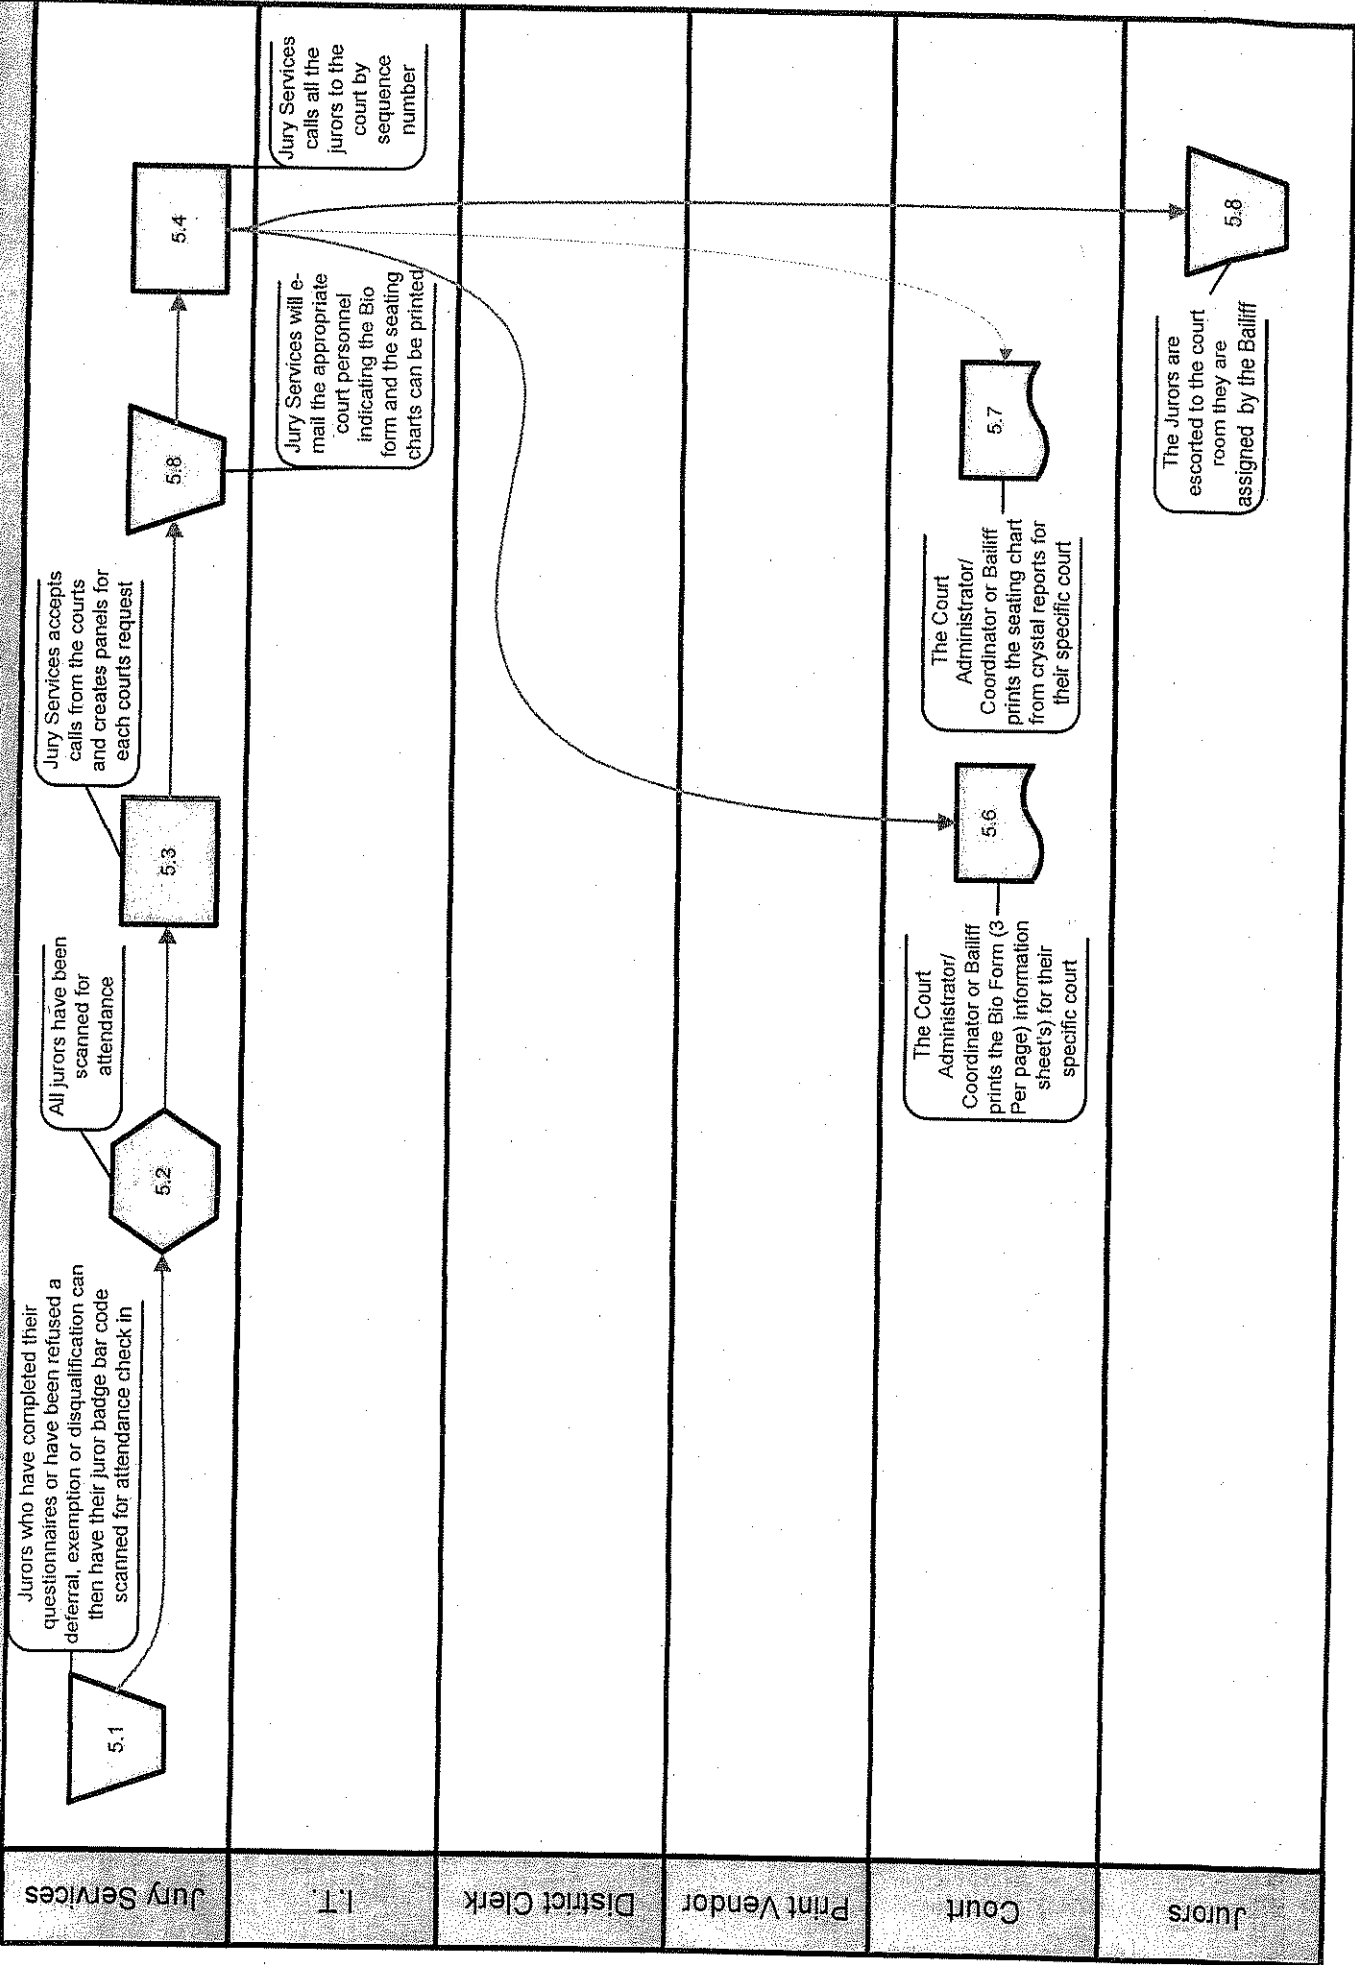 Jury Services
Jurors who have completed their
questionnaires or have been refused a
deferral, exemption or disqualification can
then have their juror badge bar code
scanned for attendance check in
5.1
All jurors have been
scanned for
attendance
5.2
Jury Services accepts
calls from the courts
and creates panels for
each courts request
5.3
5.8
Jury Services will e-
mail the appropriate
court personnel
indicating the Bio
form and the seating
charts can be printed
5.4
Jury Services
calls all the
jurors to the
court by
sequence
number
I.T.
District Clerk
Print Vendor
Court
The Court
Administrator/
Coordinator or Bailiff
prints the Bio Form (3
Per page) information
sheet's) for their
specific court
5.6
The Court
Administrator/
Coordinator or Bailiff
prints the seating chart
from crystal reports for
their specific court
5.7
Jurors
The Jurors are
escorted to the court
room they are
assigned by the Bailiff
5.8